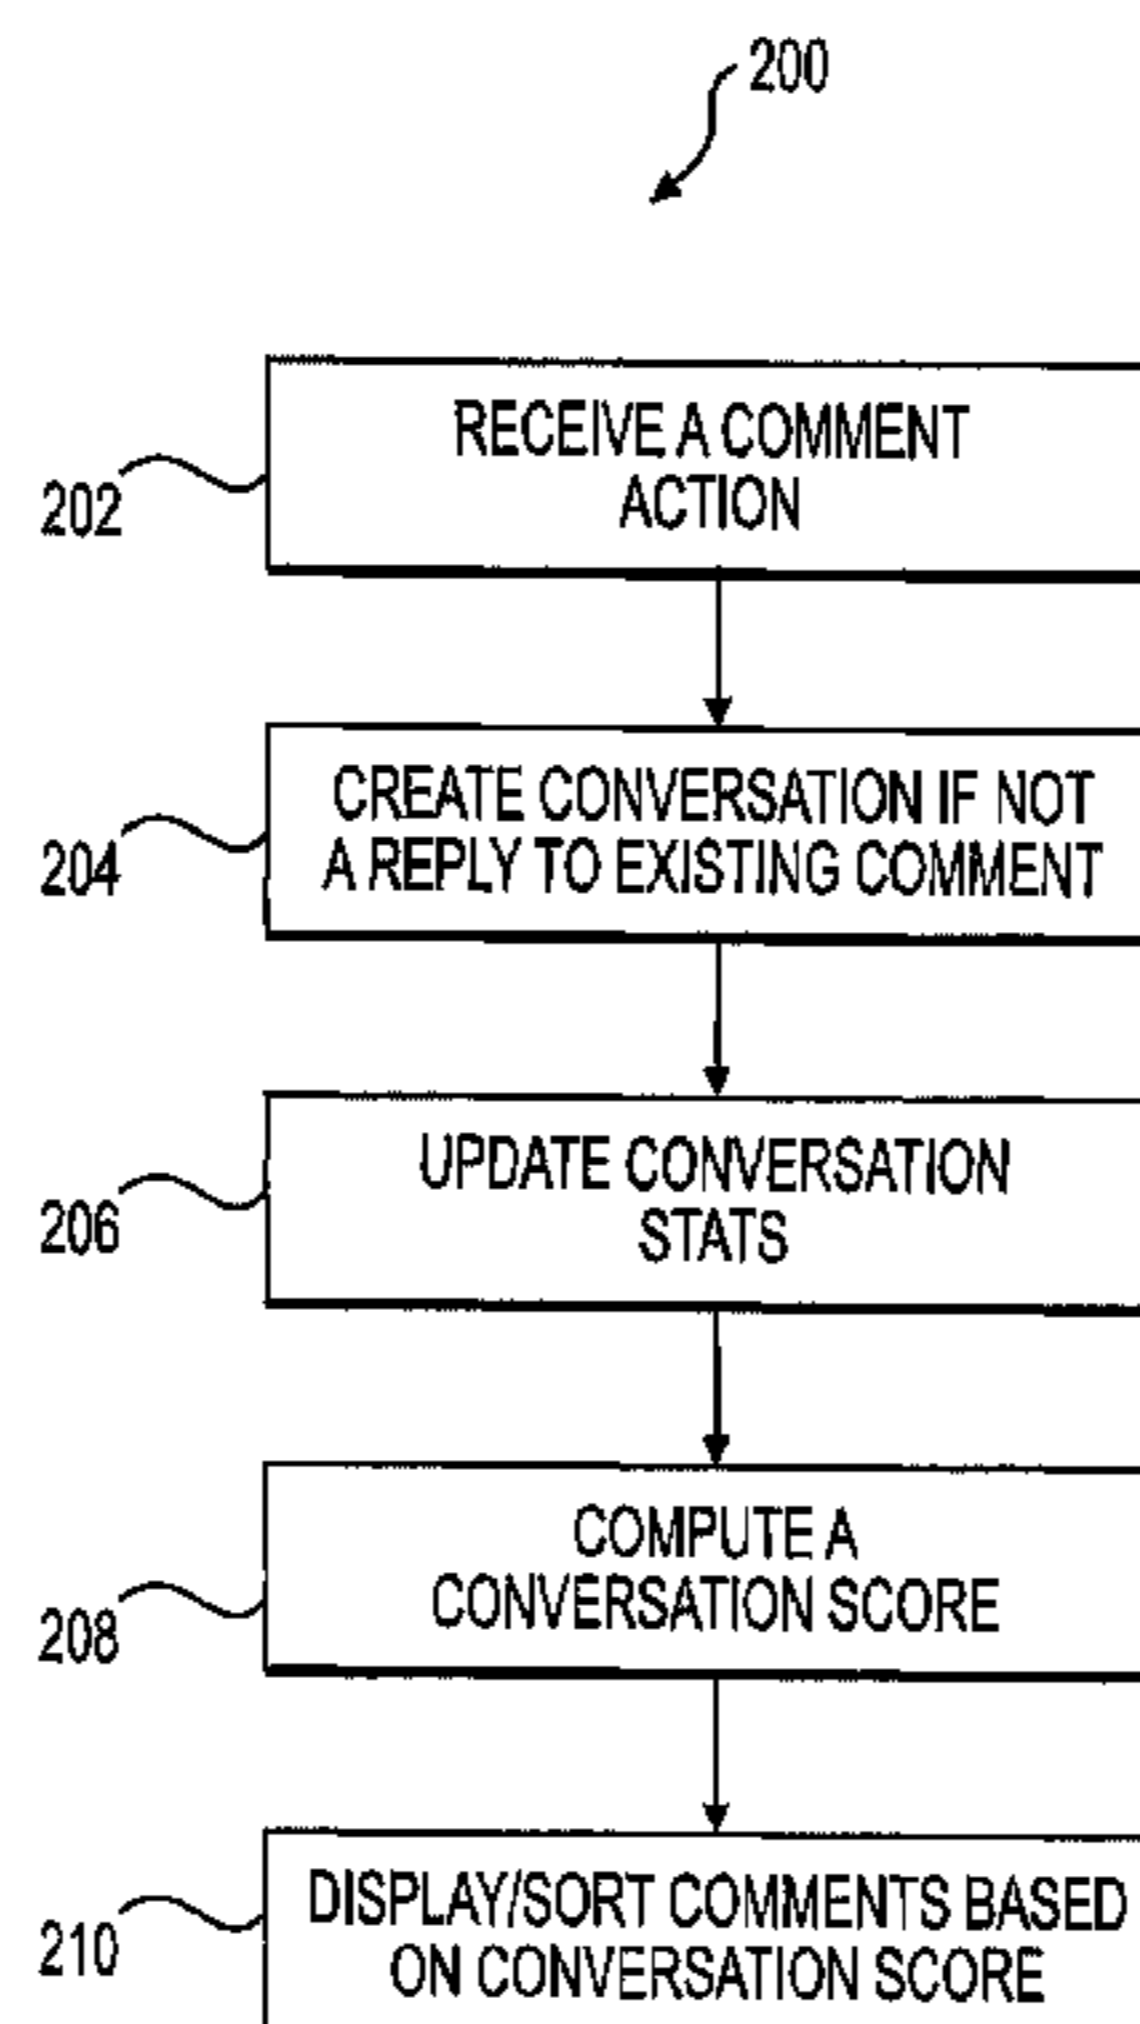 200
RECEIVE A COMMENT
ACTION
202
CREATE CONVERSATION IF NOT
A REPLY TO EXISTING COMMENT
204
UPDATE CONVERSATION
STATS
206
COMPUTE A
CONVERSATION SCORE
208
DISPLAY/SORT COMMENTS BASED
ON CONVERSATION SCORE
210